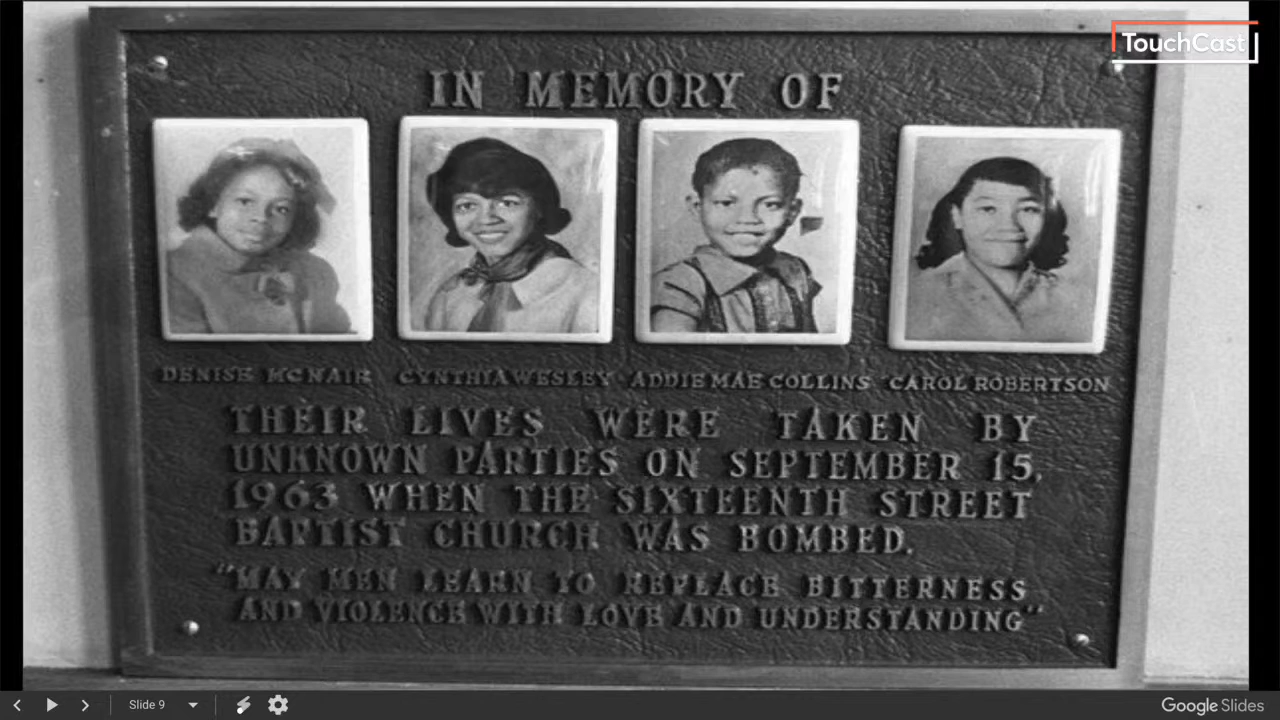 TouchCast
IN MEMORY OF
DENISE MCNAIR CYNTHIA WESLEY ADDIE MAE COLLINS CAROL ROBERTSON
THEIR LIVES WERE TAKEN BY
UNKNOWN PARTIES ON SEPTEMBER 15,
1963 WHEN THE SIXTEENTH STREET
BAPTIST CHURCH WAS BOMBED.
"MAY MEN LEARN TO REPLACE BITTERNESS
AND VIOLENCE WITH LOVE AND UNDERSTANDING"
Slide 9
Google Slides